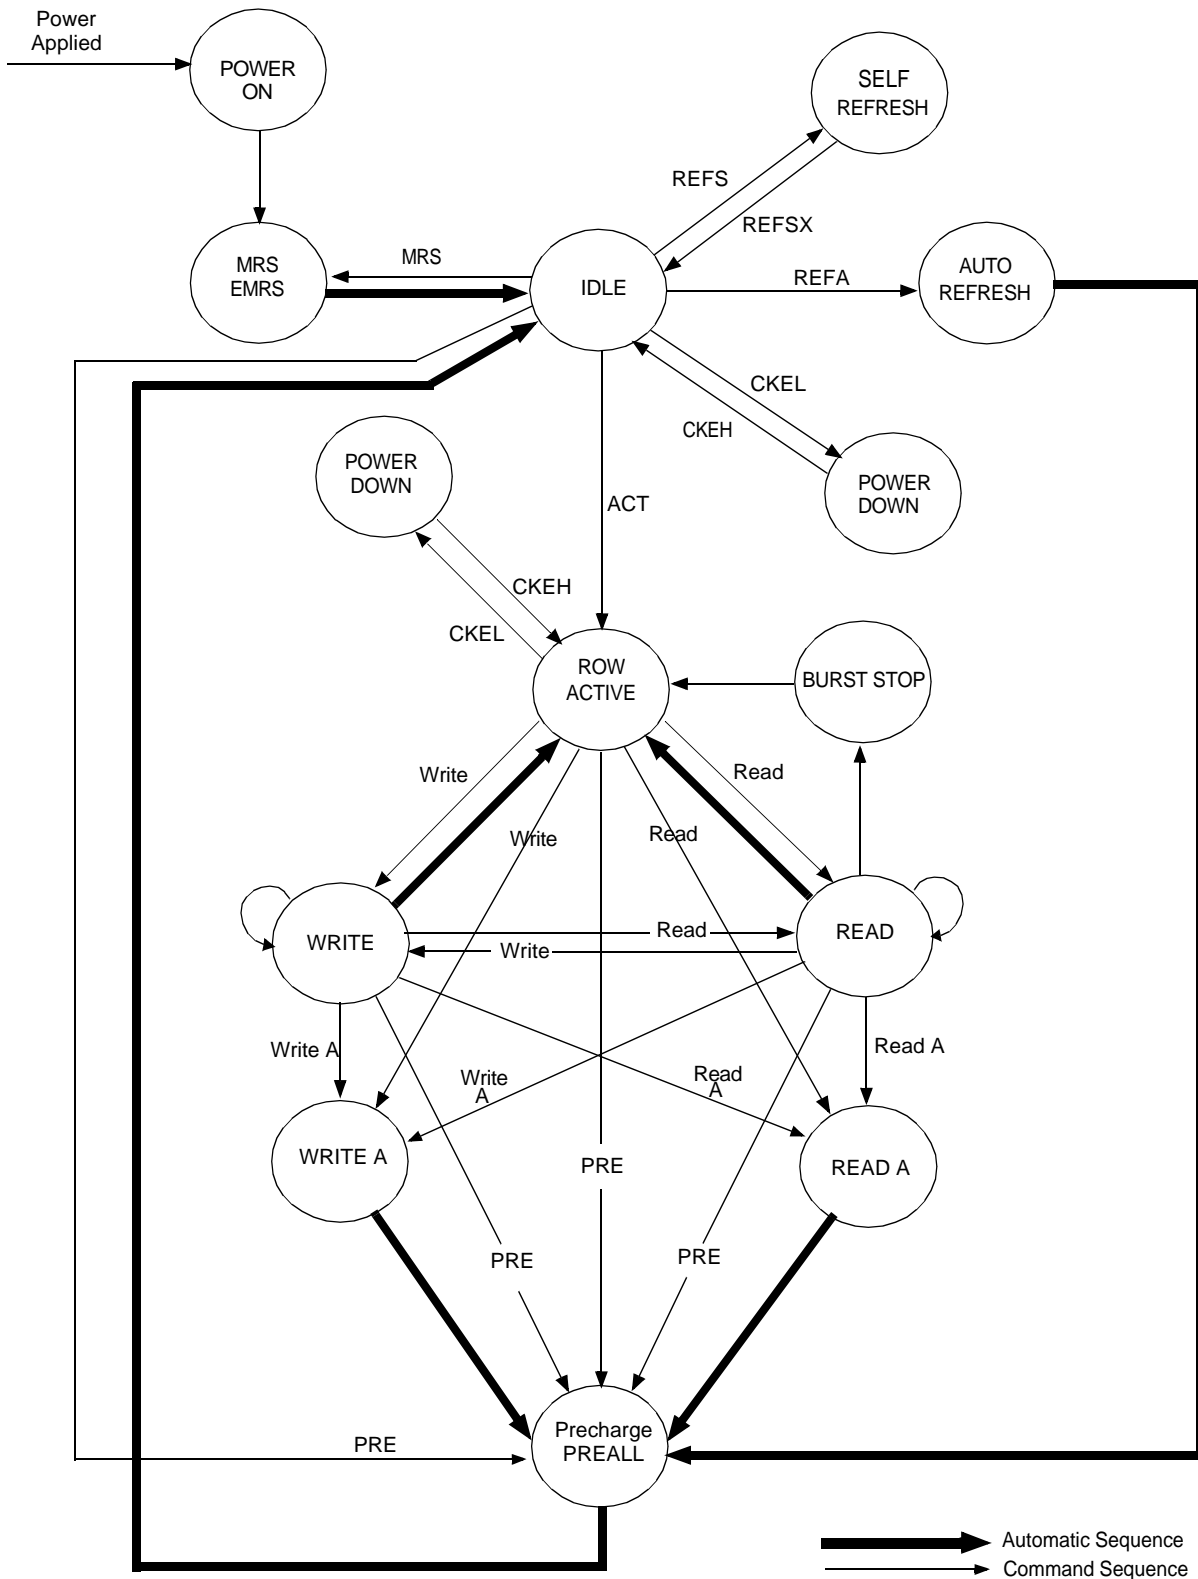 Power
Applied
POWER
ON
SELF
REFRESH
REFS
REFSX
MRS
EMRS
MRS
IDLE
REFA
AUTO
REFRESH
CKEL
CKEH
POWER
DOWN
POWER
DOWN
ACT
CKEH
CKEL
ROW
ACTIVE
BURST STOP
Write
Read
Write
Read
WRITE
Read
Write
READ
Write A
Write
A
Read
A
Read A
WRITE A
PRE
READ A
PRE
PRE
Precharge
PREALL
PRE
Automatic Sequence
Command Sequence